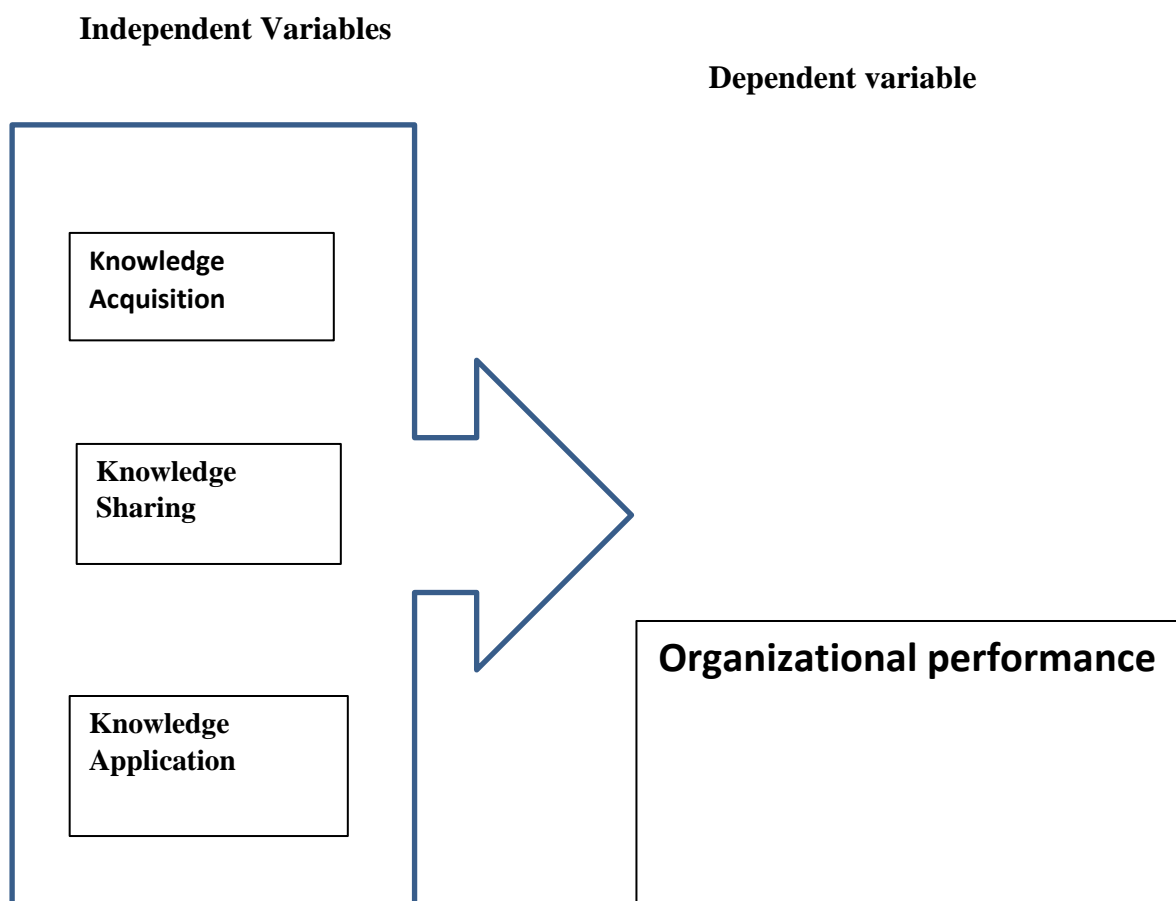 Independent Variables
Dependent variable
Knowledge
Acquisition
Knowledge
Sharing
Organizational performance
Knowledge
Application